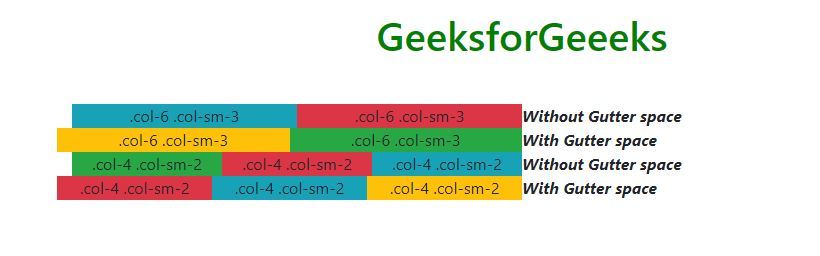 GeeksforGeeeks
.col-6 .col-sm-3 .col-6 .col-sm-3 Without Gutter space
.col-6 .col-sm-3 .col-6 .col-sm-3 With Gutter space
.col-4 .col-sm-2 .col-4 .col-sm-2 .col-4 .col-sm-2 Without Gutter space
.col-4 .col-sm-2 .col-4 .col-sm-2 .col-4 .col-sm-2 With Gutter space